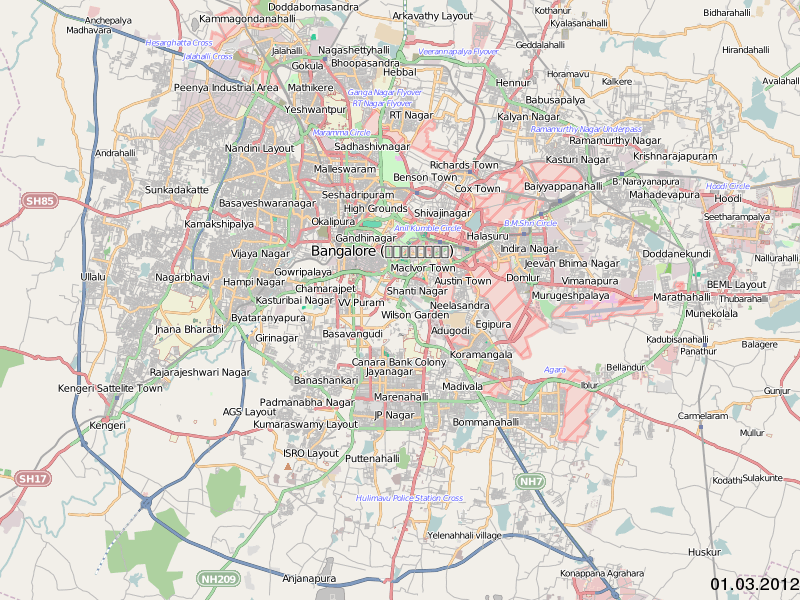 Doddabomasandra
Kothanur
Bidharahalli
Anchepalya
Kammagondanahalli
Arkavathy Layout
Kyalasanahalli
Madhavara
Hesarghatta Cross
Jalahalli
Nagashettyhalli
Veerannapalya Flyover
Geddalahalli
Hirandahalli
Jalahalli Cross
Gokula
Bhoopasandra
Hebbal
Horamavu
Kalkere
Avalahalli
Peenya Industrial Area
Mathikere
Ganga Nagar Flyover
Hennur
Babusapalya
Yeshwantpur
RT Nagar Flyover
RT Nagar
Kalyan Nagar
Maramma Circle
Ramamurthy Nagar Underpass
Nandini Layout
Sadhashivnagar
Ramamurthy Nagar
Andrahalli
Malleswaram
Richards Town
Kasturi Nagar
Krishnarajapuram
Sunkadakatte
Benson Town
Cox Town
Baiyyappanahalli
B. Narayanapura
Hoodi Circle
SH85
Basaveshwaranagar
Seshadripuram
Mahadevapura
Hoodi
High Grounds
Shivajinagar
Seetharampalya
Kamakshipalya
Okalipura
Anil Kumble Circle
B M Shri Circle
Gandhinagar
Halasuru
Vijaya Nagar
Bangalore (
Indira Nagar
Doddanekundi
Nallurahalli
Ullalu
Nagarbhavi
Gowripalaya
MacIvor Town
Jeevan Bhima Nagar
Hampi Nagar
Chamarajpet
Shanti Nagar
Austin Town
Domlur
Vimanapura
BEML Layout
Kasturibai Nagar
VV Puram
Neelasandra
Murugeshpalaya
Marathahalli
Thubarahalli
Byataranyapura
Wilson Garden
Munekolala
Jnana Bharathi
Girinagar
Basavangudi
Adugodi
Egipura
Kadubisanahalli
Koramangala
Panathur
Balagere
Canara Bank Colony
Rajarajeshwari Nagar
Jayanagar
Agara
Bellandur
Kengeri Sattelite Town
Banashankari
Madivala
Iblur
Gunjur
Padmanabha Nagar
Marenahalli
AGS Layout
JP Nagar
Carmelaram
Kengeri
Kumaraswamy Layout
Bommanahalli
Mullur
ISRO Layout
Puttenahalli
SH17
NH7
Kodathi
Sulakunte
Hulimavu Police Station Cross
Yelenahhali village
Huskur
NH209
Anjanapura
Konappana Agrahara
01.03.2012